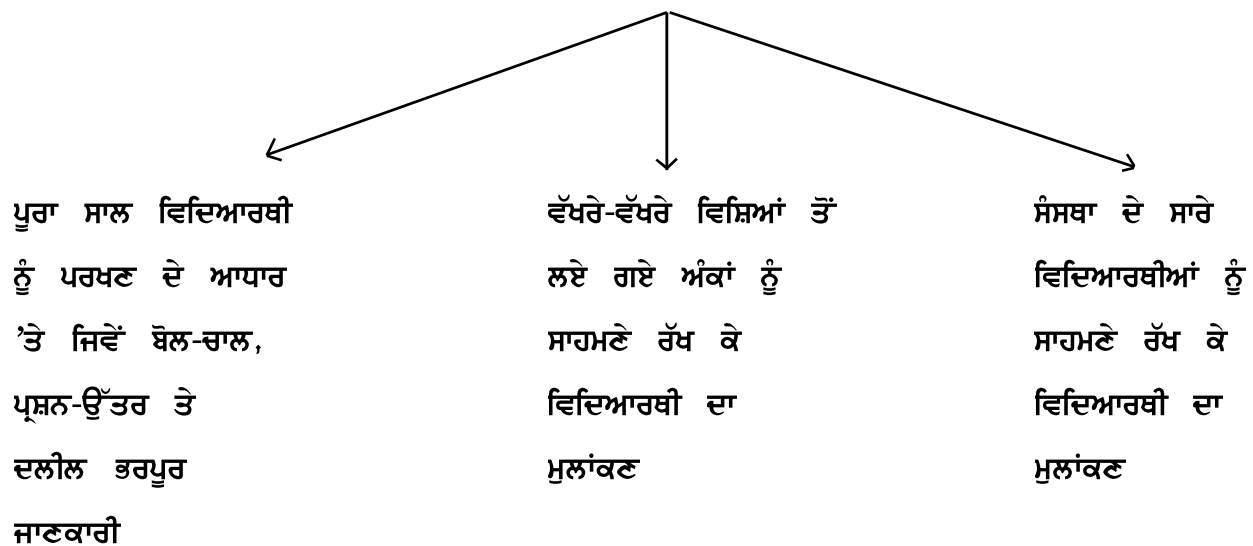 ਪੂਰਾ ਸਾਲ ਵਿਦਿਆਰਥੀ
ਨੂੰ ਪਰਖਣ ਦੇ ਆਧਾਰ
’ਤੇ ਜਿਵੇਂ ਬੋਲ-ਚਾਲ,
ਪ੍ਰਸ਼ਨ-ਉੱਤਰ ਤੇ
ਦਲੀਲ ਭਰਪੂਰ
ਜਾਣਕਾਰੀ
ਵੱਖਰੇ-ਵੱਖਰੇ ਵਿਸ਼ਿਆਂ ਤੋਂ
ਲਏ ਗਏ ਅੰਕਾਂ ਨੂੰ
ਸਾਹਮਣੇ ਰੱਖ ਕੇ
ਵਿਦਿਆਰਥੀ ਦਾ
ਮੁਲਾਂਕਣ
ਸੰਸਥਾ ਦੇ ਸਾਰੇ
ਵਿਦਿਆਰਥੀਆਂ ਨੂੰ
ਸਾਹਮਣੇ ਰੱਖ ਕੇ
ਵਿਦਿਆਰਥੀ ਦਾ
ਮੁਲਾਂਕਣ